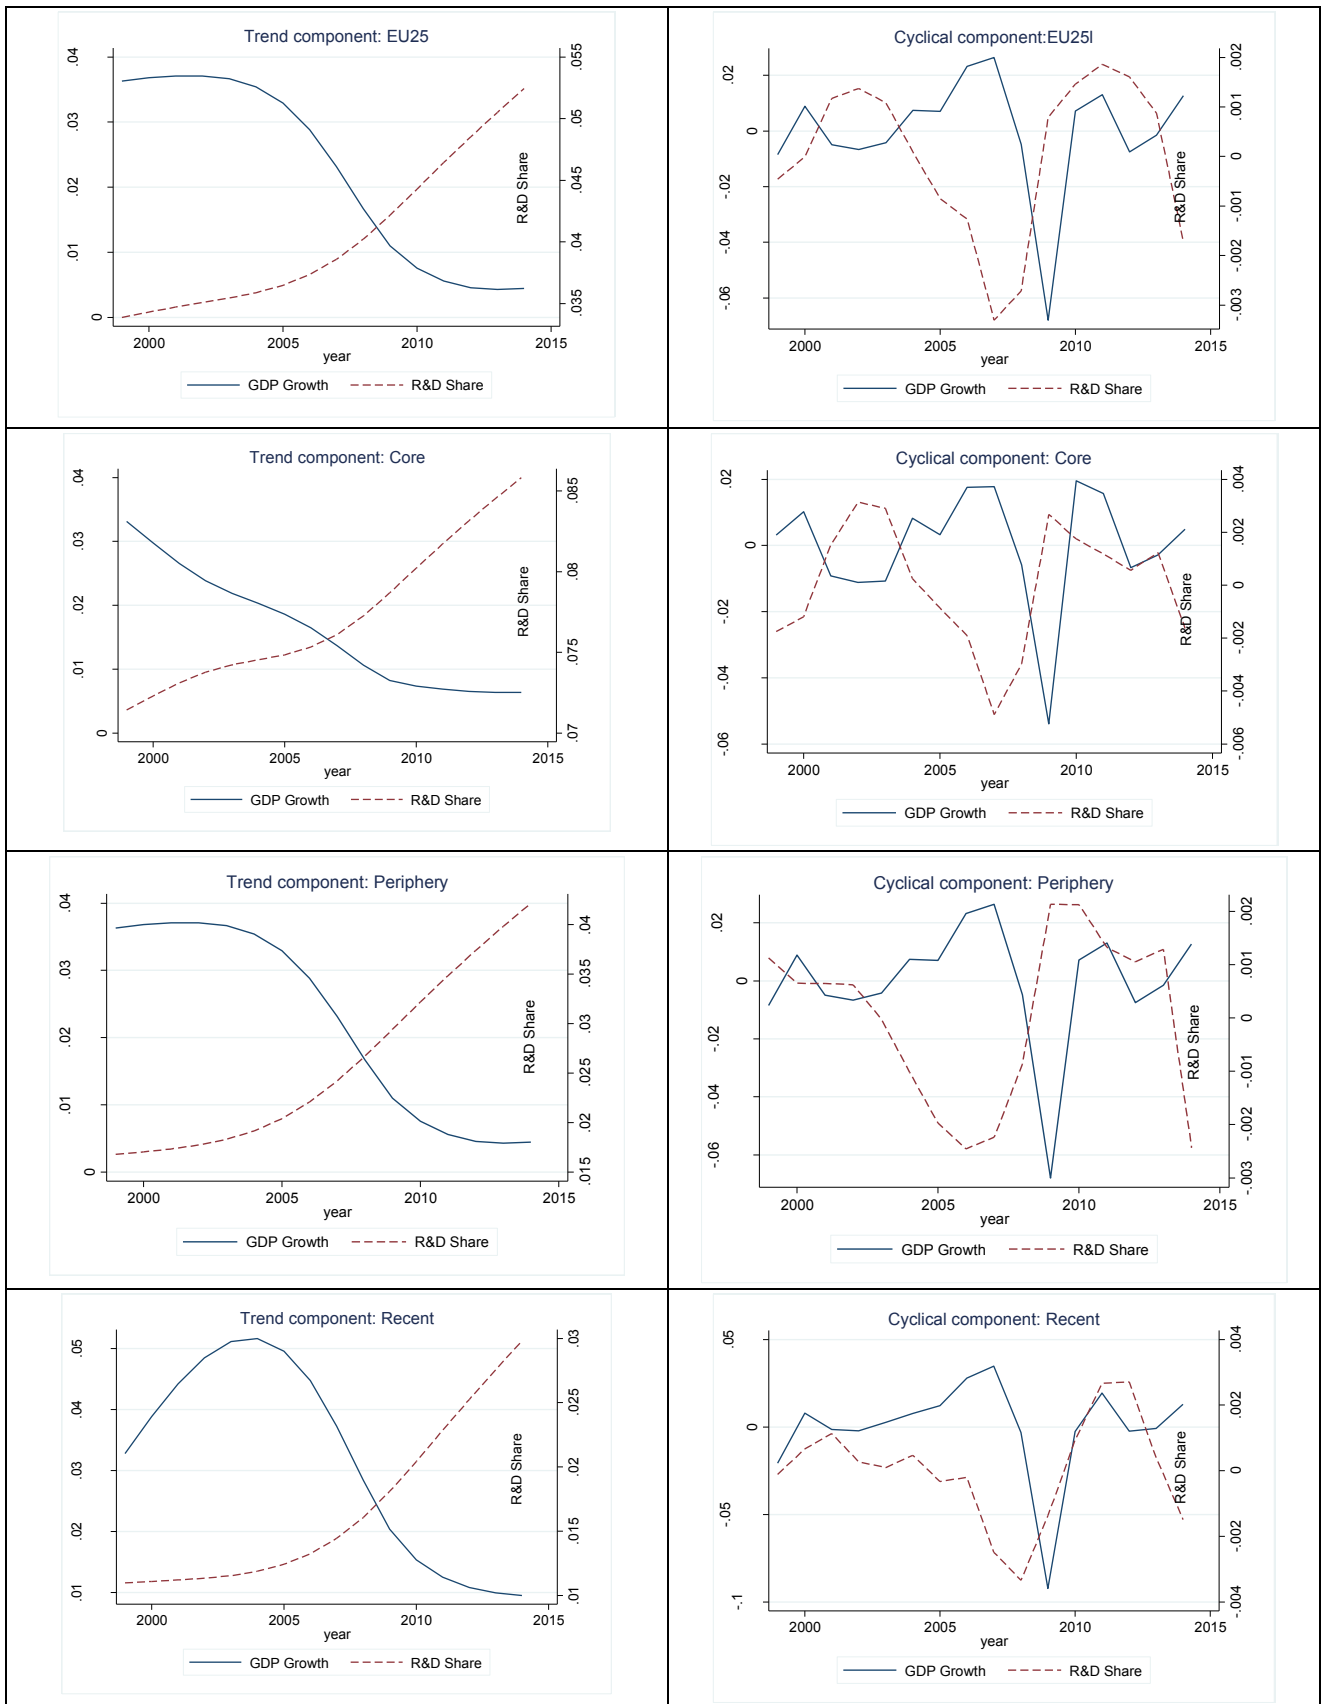 Trend component: EU25
.04
.03
.02
.01
0
.055
.05
.045
.04
.035
R&D Share
2000 2005 2010 2015
year
GDP Growth R&D Share
Cyclical component:EU25l
.02
0
-.02
-.04
-.06
.002
.001
0
-.001
-.002
-.003
R&D Share
2000 2005 2010 2015
year
GDP Growth R&D Share
Trend component: Core
.04
.03
.02
.01
0
.085
.08
.075
.07
R&D Share
2000 2005 2010 2015
year
GDP Growth R&D Share
Cyclical component: Core
.02
0
-.02
-.04
-.06
.004
.002
0
-.002
-.004
-.006
R&D Share
2000 2005 2010 2015
year
GDP Growth R&D Share
Trend component: Periphery
.04
.03
.02
.01
0
.04
.035
.03
.025
.02
.015
R&D Share
2000 2005 2010 2015
year
GDP Growth R&D Share
Cyclical component: Periphery
.02
0
-.02
-.04
-.06
.002
.001
0
-.001
-.002
-.003
R&D Share
2000 2005 2010 2015
year
GDP Growth R&D Share
Trend component: Recent
.05
.04
.03
.02
.01
.03
.025
.02
.015
.01
R&D Share
2000 2005 2010 2015
year
GDP Growth R&D Share
Cyclical component: Recent
.05
0
-.05
-.1
.004
.002
0
-.002
-.004
R&D Share
2000 2005 2010 2015
year
GDP Growth R&D Share